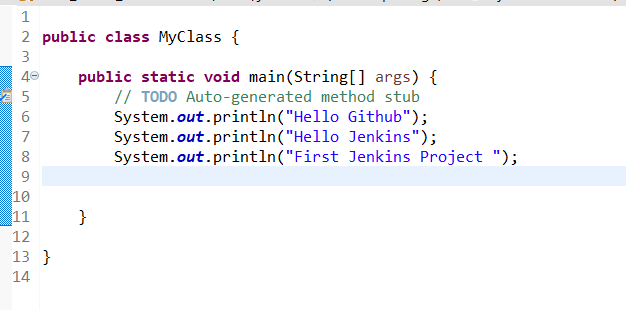 1
2 public class MyClass {
3
4 public static void main(String[] args) {
5 // TODO Auto-generated method stub
6 System.out.println("Hello Github");
7 System.out.println("Hello Jenkins");
8 System.out.println("First Jenkins Project ");
9
10
11 }
12
13 }
14